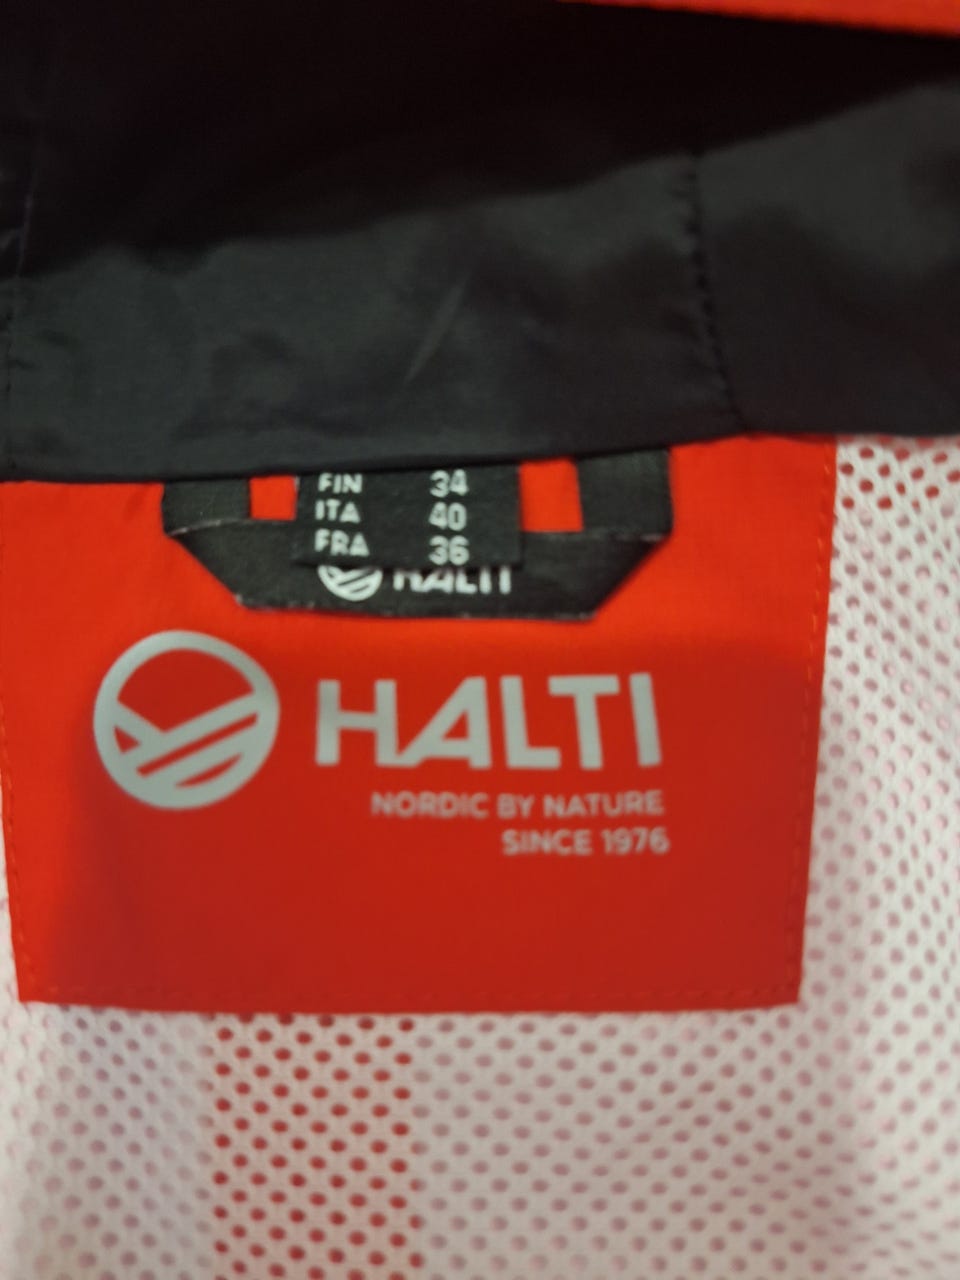 FIN 34
ITA 40
FRA 36
HALTI
HALTI
NORDIC BY NATURE
SINCE 1976